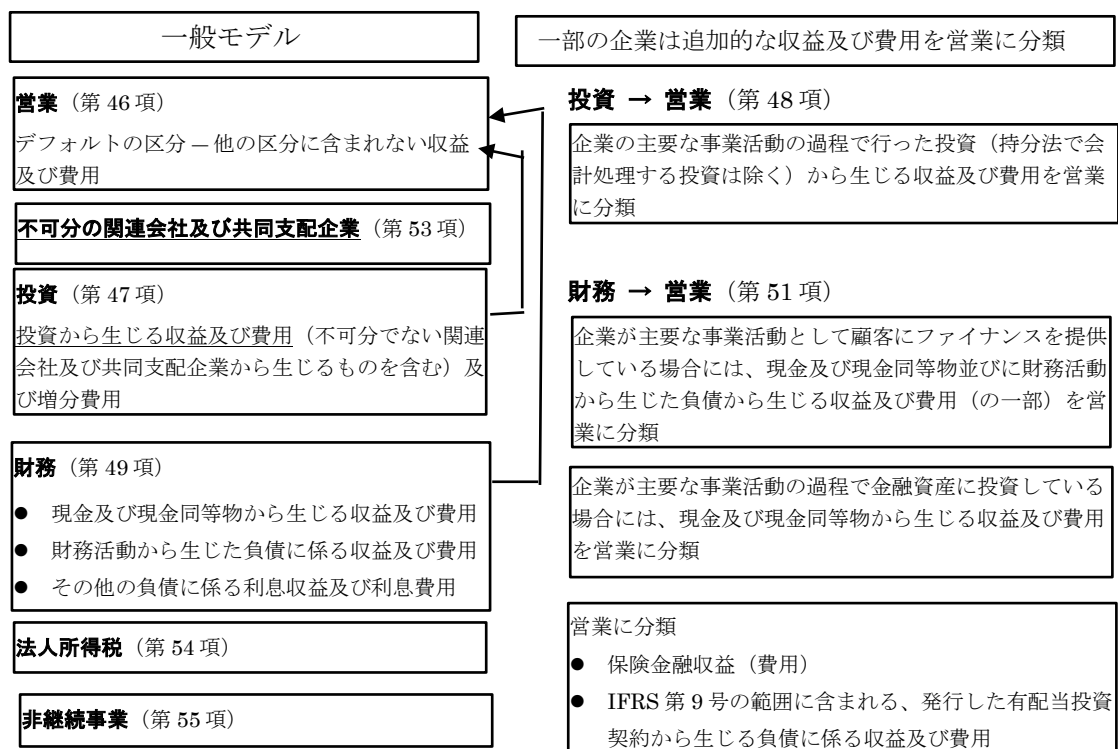 一般モデル
営業（第 46 項）
デフォルトの区分 ― 他の区分に含まれない収益
及び費用
不可分の関連会社及び共同支配企業（第 53 項）
投資（第 47 項）
投資から生じる収益及び費用（不可分でない関連
会社及び共同支配企業から生じるものを含む）及
び増分費用
財務（第 49 項）
● 現金及び現金同等物から生じる収益及び費用
● 財務活動から生じた負債に係る収益及び費用
● その他の負債に係る利息収益及び利息費用
法人所得税（第 54 項）
非継続事業（第 55 項）
一部の企業は追加的な収益及び費用を営業に分類
投資 → 営業（第 48 項）
企業の主要な事業活動の過程で行った投資（持分法で会
計処理する投資は除く）から生じる収益及び費用を営業
に分類
財務 → 営業（第 51 項）
企業が主要な事業活動として顧客にファイナンスを提供
している場合には、現金及び現金同等物並びに財務活動
から生じた負債から生じる収益及び費用（の一部）を営
業に分類
企業が主要な事業活動の過程で金融資産に投資している
場合には、現金及び現金同等物から生じる収益及び費用
を営業に分類
営業に分類
● 保険金融収益（費用）
● IFRS 第 9 号の範囲に含まれる、発行した有配当投資
契約から生じる負債に係る収益及び費用